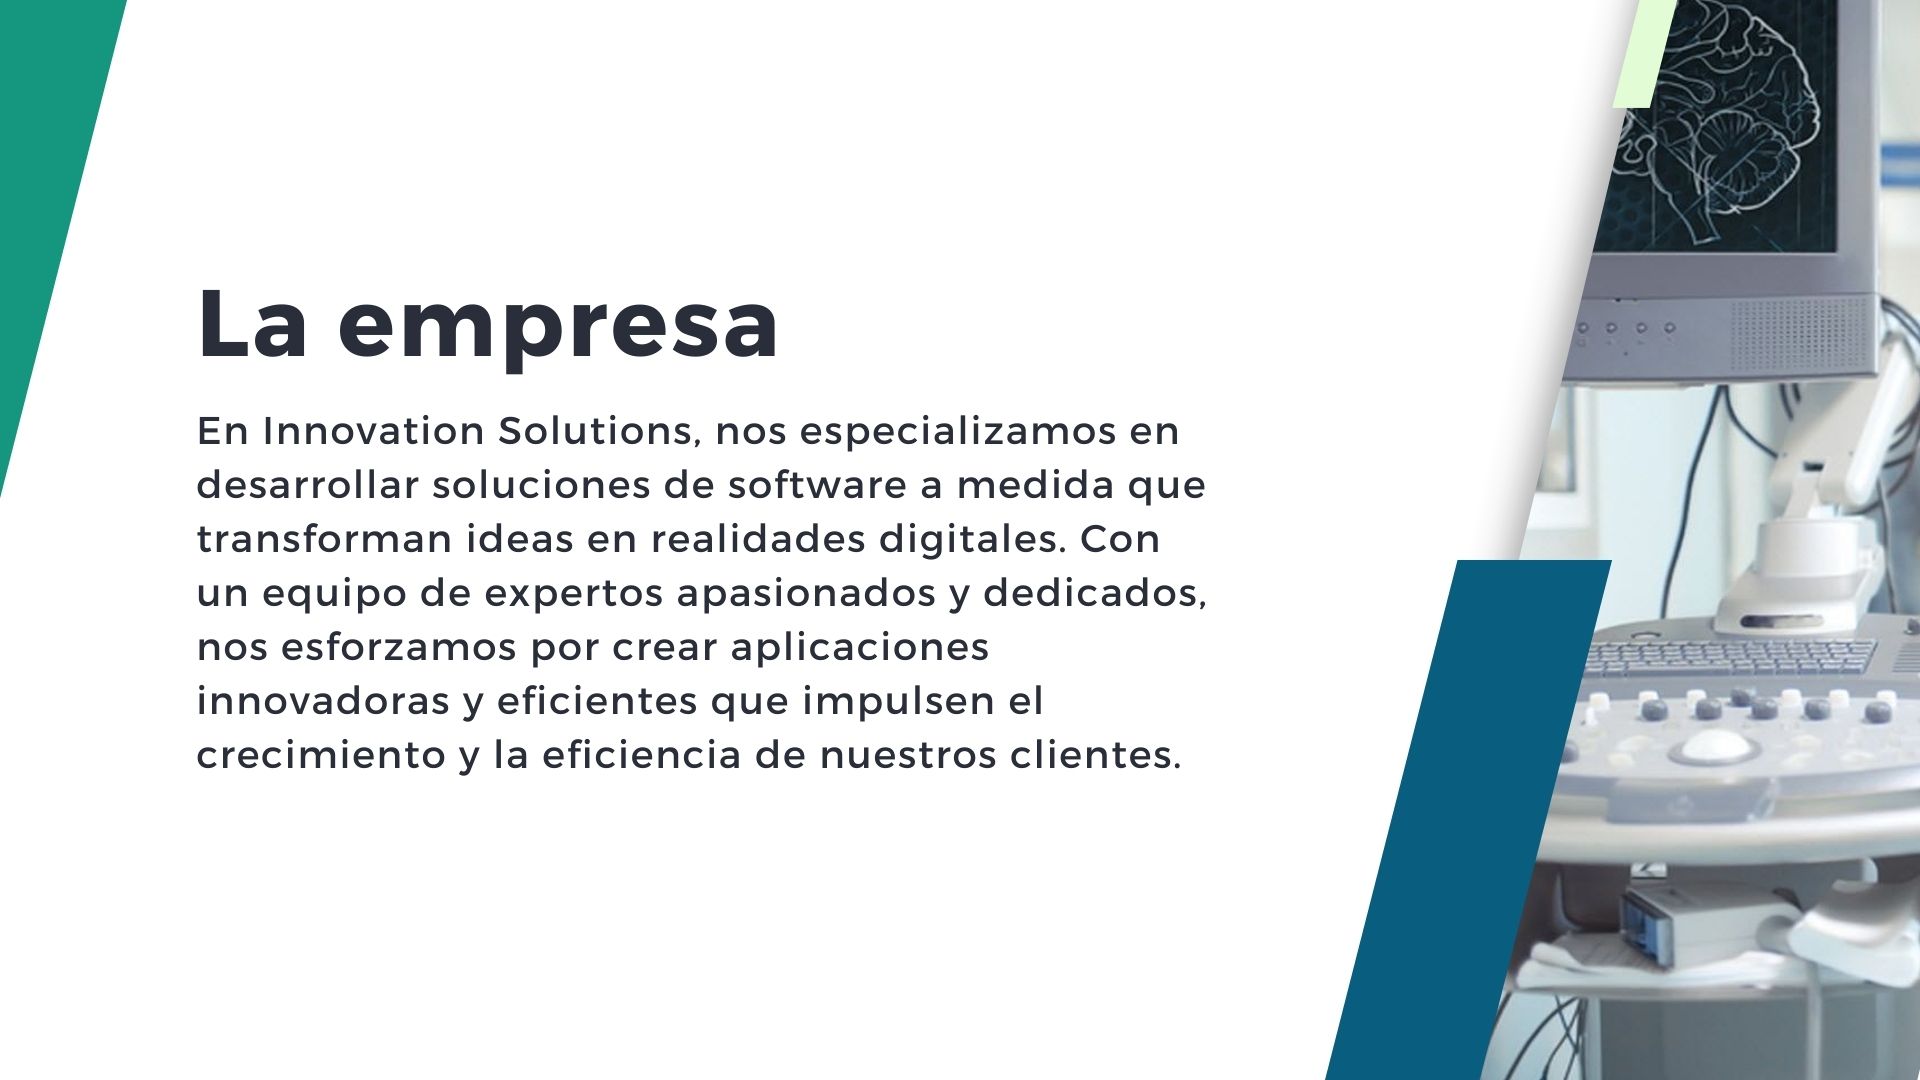 La empresa
En Innovation Solutions, nos especializamos en
desarrollar soluciones de software a medida que
transforman ideas en realidades digitales. Con
un equipo de expertos apasionados y dedicados,
nos esforzamos por crear aplicaciones
innovadoras y eficientes que impulsen el
crecimiento y la eficiencia de nuestros clientes.